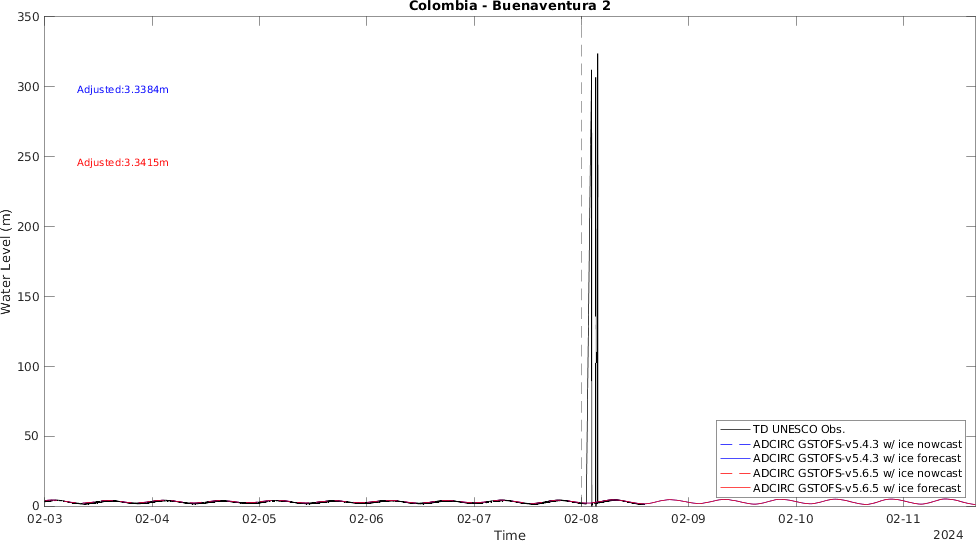 Colombia - Buenaventura 2
350
300
250
200
150
100
50
0
Water Level (m)
Adjusted:3.3384m
Adjusted:3.3415m
TD UNESCO Obs.
ADCIRC GSTOFS-v5.4.3 w/ ice nowcast
ADCIRC GSTOFS-v5.4.3 w/ ice forecast
ADCIRC GSTOFS-v5.6.5 w/ ice nowcast
ADCIRC GSTOFS-v5.6.5 w/ ice forecast
02-03 02-04 02-05 02-06 02-07 02-08 02-09 02-10 02-11
Time
2024